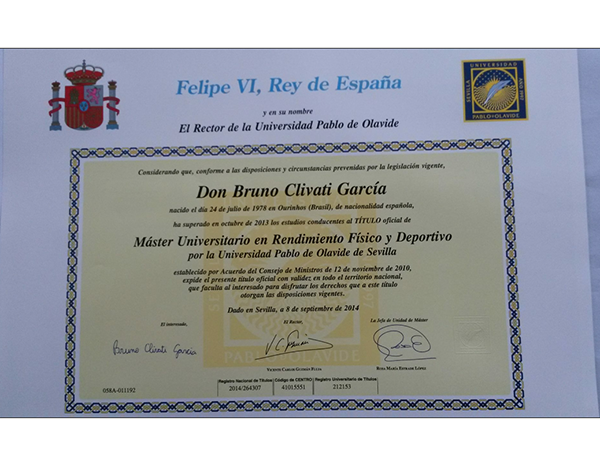 Felipe VI, Rey de España
y en su nombre
El Rector de la Universidad Pablo de Olavide
UNIVERSIDAD
SEVILLA
PABLO DE OLAVIDE
Considerando que, conforme a las disposiciones y circunstancias prevenidas por la legislación vigente,
Don Bruno Clivati García
nacido el día 24 de julio de 1978 en Ourinhos (Brasil), de nacionalidad española,
ha superado en octubre de 2013 los estudios conducentes al TÍTULO oficial de
Máster Universitario en Rendimiento Físico y Deportivo
por la Universidad Pablo de Olavide de Sevilla
establecido por Acuerdo del Consejo de Ministros de 12 de noviembre de 2010,
expide el presente título oficial con validez en todo el territorio nacional,
que faculta al interesado para disfrutar los derechos que a este título
otorgan las disposiciones vigentes.
Dado en Sevilla, a 8 de septiembre de 2014
El interesado,
El Rector,
La Jefa de Unidad de Máster,
Bruno Clivati García
PABLO DE OLAVIDE
058A-011192
Registro Nacional de Títulos Código de CENTRO Registro Universitario de Títulos
2014/264307 41015551 212153